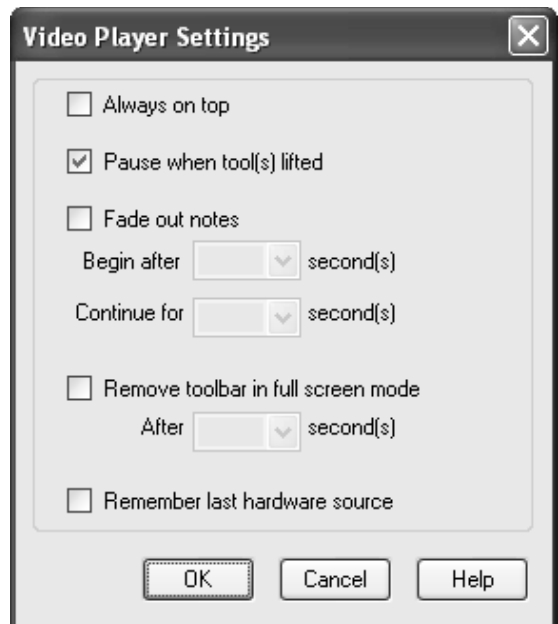 Video Player Settings
Always on top
Pause when tool(s) lifted
Fade out notes
Begin after second(s)
Continue for second(s)
Remove toolbar in full screen mode
After second(s)
Remember last hardware source
OK Cancel Help